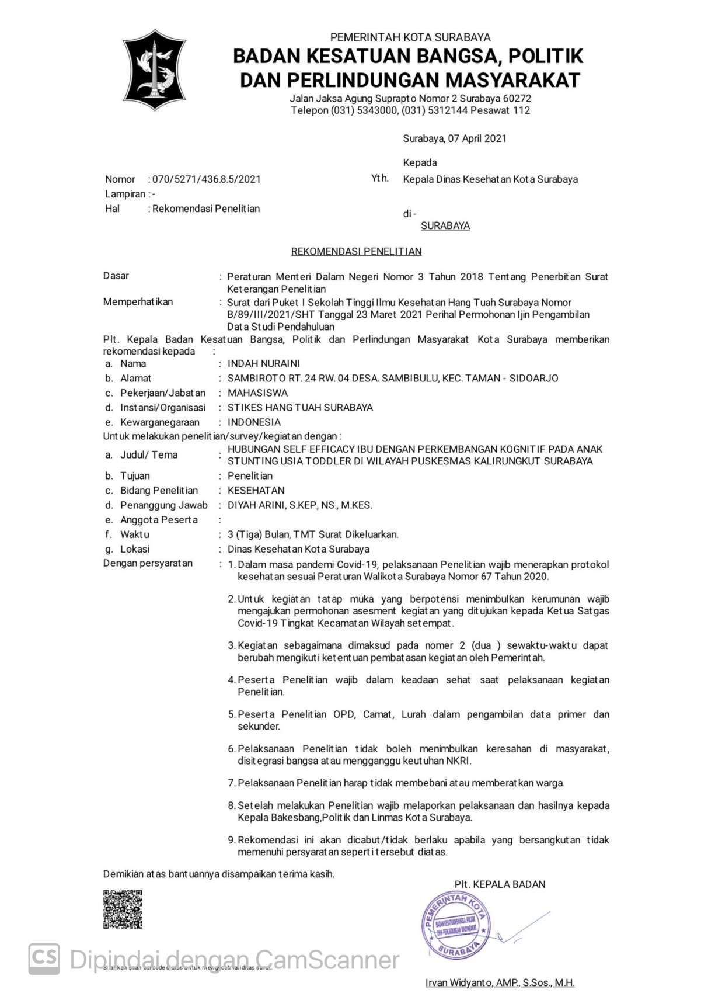 PEMERINTAH KOTA SURABAYA
BADAN KESATUAN BANGSA, POLITIK
DAN PERLINDUNGAN MASYARAKAT
Jalan Jaksa Agung Suprapto Nomor 2 Surabaya 60272
Telepon (031) 5343000, (031) 5312144 Pesawat 112
Surabaya, 07 April 2021
Kepada
Nomor : 070/5271/436.8.5/2021
Yth. Kepala Dinas Kesehatan Kota Surabaya
Lampiran : -
Hal : Rekomendasi Penelitian
di -
SURABAYA
REKOMENDASI PENELITIAN
Dasar : Peraturan Menteri Dalam Negeri Nomor 3 Tahun 2018 Tentang Penerbitan Surat
Keterangan Penelitian
Memperhatikan : Surat dari Puket I Sekolah Tinggi Ilmu Kesehatan Hang Tuah Surabaya Nomor
B/89/III/2021/SHT Tanggal 23 Maret 2021 Perihal Permohonan Ijin Pengambilan
Data Studi Pendahuluan
Plt. Kepala Badan Kesatuan Bangsa, Politik dan Perlindungan Masyarakat Kota Surabaya memberikan
rekomendasi kepada :
a. Nama : INDAH NURAINI
b. Alamat : SAMBIROTO RT. 24 RW. 04 DESA. SAMBIBULU, KEC. TAMAN - SIDOARJO
c. Pekerjaan/Jabatan : MAHASISWA
d. Instansi/Organisasi : STIKES HANG TUAH SURABAYA
e. Kewarganegaraan : INDONESIA
Untuk melakukan penelitian/survey/kegiatan dengan :
a. Judul/ Tema : HUBUNGAN SELF EFFICACY IBU DENGAN PERKEMBANGAN KOGNITIF PADA ANAK
STUNTING USIA TODDLER DI WILAYAH PUSKESMAS KALIRUNGKUT SURABAYA
b. Tujuan : Penelitian
c. Bidang Penelitian : KESEHATAN
d. Penanggung Jawab : DIYAH ARINI, S.KEP., NS., M.KES.
e. Anggota Peserta :
f. Waktu : 3 (Tiga) Bulan, TMT Surat Dikeluarkan.
g. Lokasi : Dinas Kesehatan Kota Surabaya
Dengan persyaratan : 1. Dalam masa pandemi Covid-19, pelaksanaan Penelitian wajib menerapkan protokol
kesehatan sesuai Peraturan Walikota Surabaya Nomor 67 Tahun 2020.
2. Untuk kegiatan tatap muka yang berpotensi menimbulkan kerumunan wajib
mengajukan permohonan asesment kegiatan yang ditujukan kepada Ketua Satgas
Covid-19 Tingkat Kecamatan Wilayah setempat.
3. Kegiatan sebagaimana dimaksud pada nomer 2 (dua ) sewaktu-waktu dapat
berubah mengikuti ketentuan pembatasan kegiatan oleh Pemerintah.
4. Peserta Penelitian wajib dalam keadaan sehat saat pelaksanaan kegiatan
Penelitian.
5. Peserta Penelitian OPD, Camat, Lurah dalam pengambilan data primer dan
sekunder.
6. Pelaksanaan Penelitian tidak boleh menimbulkan keresahan di masyarakat,
disitegrasi bangsa atau mengganggu keutuhan NKRI.
7. Pelaksanaan Penelitian harap tidak membebani atau memberatkan warga.
8. Setelah melakukan Penelitian wajib melaporkan pelaksanaan dan hasilnya kepada
Kepala Bakesbang,Politik dan Linmas Kota Surabaya.
9. Rekomendasi ini akan dicabut/tidak berlaku apabila yang bersangkutan tidak
memenuhi persyaratan seperti tersebut diatas.
Demikian atas bantuannya disampaikan terima kasih.
Plt. KEPALA BADAN
PEMERINTAH KOTA
BADAN KESATUAN BANGSA, POLITIK
DAN PERLINDUNGAN MASYARAKAT
SURABAYA
CS Dipindai dengan CamScanner
Silahkan scan barcode diatas untuk mengecek validitas surat.
Irvan Widyanto, AMP., S.Sos., M.H.